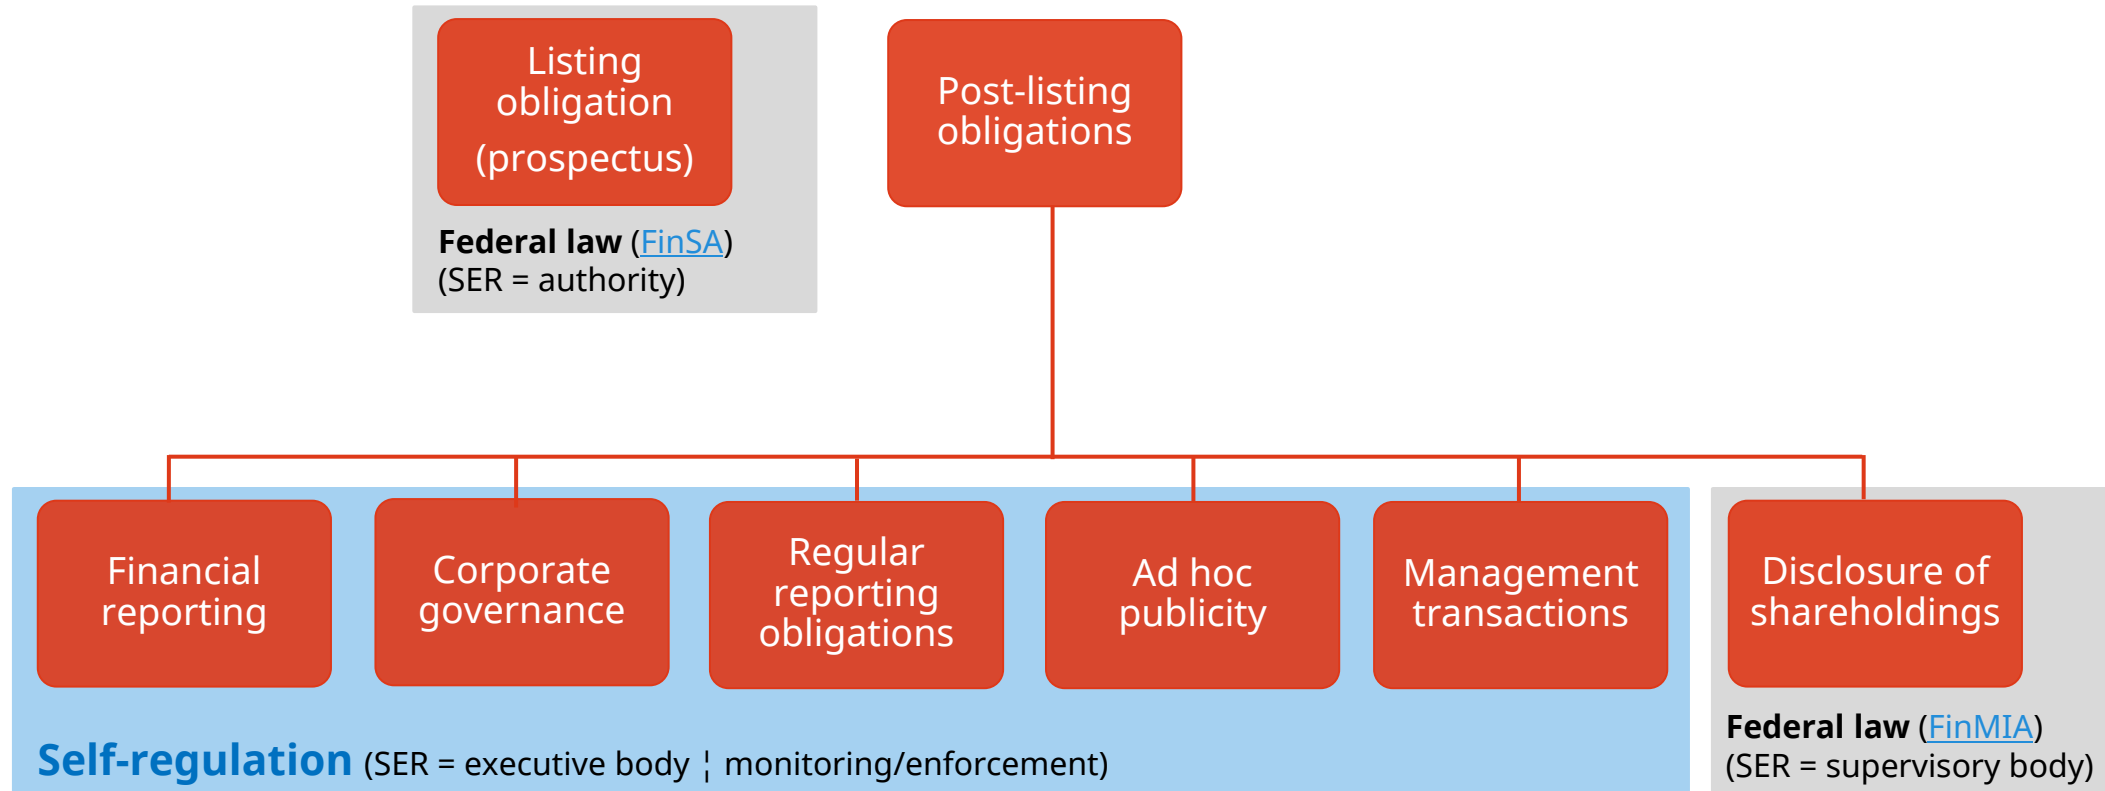 Listing
obligation
(prospectus)
Federal law (FinSA)
(SER = authority)
Post-listing
obligations
Financial
reporting
Corporate
governance
Regular
reporting
obligations
Ad hoc
publicity
Management
transactions
Disclosure of
shareholdings
Self-regulation (SER = executive body ¦ monitoring/enforcement)
Federal law (FinMIA)
(SER = supervisory body)